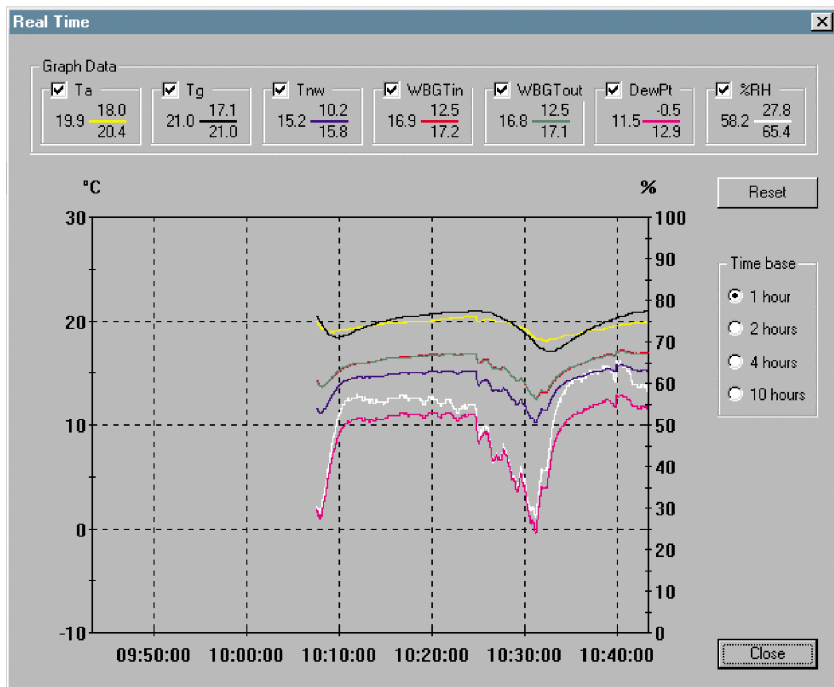 Real Time
Graph Data
Ta Tg Tnw WBGTin WBGTout DewPt %RH
18.0 17.1 10.2 12.5 12.5 -0.5 27.8
19.9 21.0 15.2 16.9 16.8 11.5 58.2
20.4 21.0 15.8 17.2 17.1 12.9 65.4
°C %
Reset
30 100
90
80
20 70
60
10 50
40
30
0 20
10
-10 0
Time base
1 hour
2 hours
4 hours
10 hours
09:50:00 10:00:00 10:10:00 10:20:00 10:30:00 10:40:00
Close